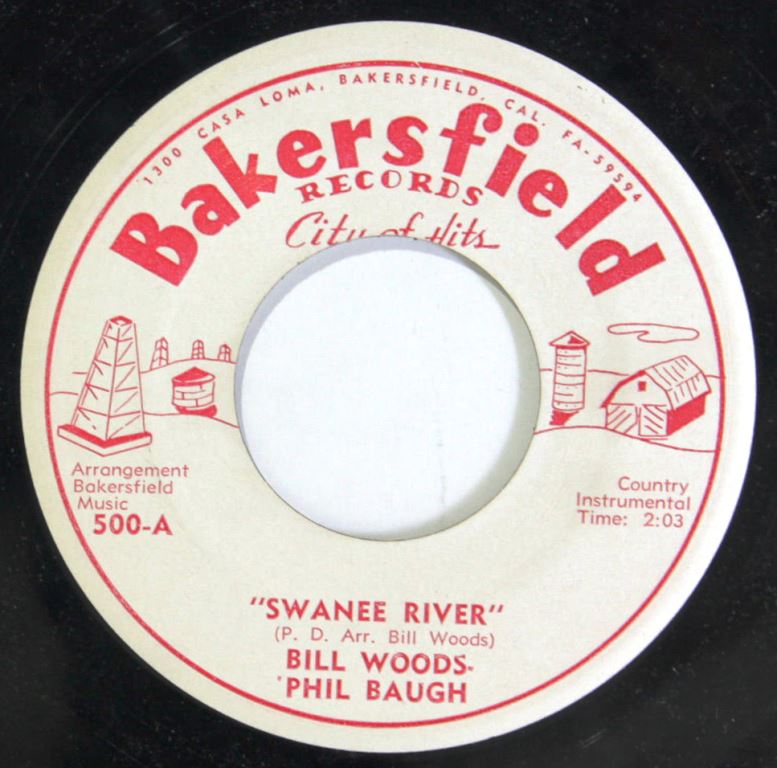 1300 CASA LOMA, BAKERSFIELD, CAL. FA-59594
Bakersfield
RECORDS
City of Hits
Arrangement
Bakersfield
Music
500-A
Country
Instrumental
Time: 2:03
"SWANEE RIVER"
(P. D. Arr. Bill Woods)
BILL WOODS-
PHIL BAUGH